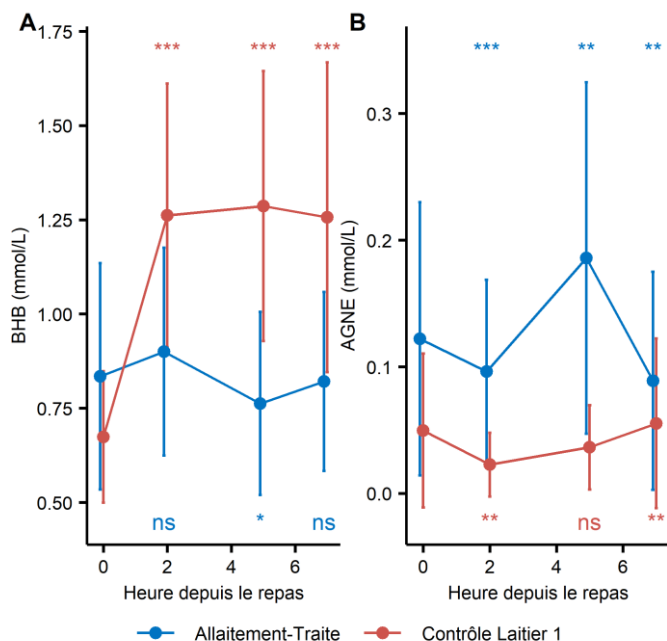 A
B
*** *** ***
*** ** **
1.75
1.50
1.25
1.00
0.75
0.50
BHB (mmol/L)
ns * ns
0 2 4 6
Heure depuis le repas
0.3
0.2
0.1
0.0
AGNE (mmol/L)
** ns **
0 2 4 6
Heure depuis le repas
Allaitement-Traite
Contrôle Laitier 1